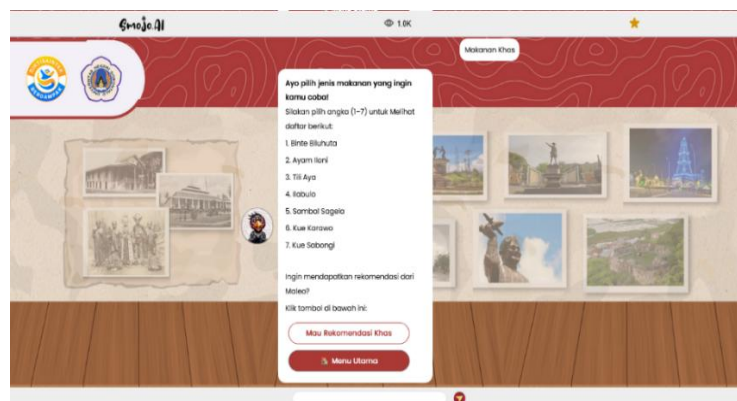 Smojo.AI
1.0K
Makanan Khas
Ayo pilih jenis makanan yang ingin
kamu coba!
Silakan pilih angka (1-7) untuk Melihat
daftar berikut:
1. Binte Biluhuta
2. Ayam Iloni
3. Tili Aya
4. Ilabulo
5. Sambal Sagela
6. Kue Karawo
7. Kue Sabongi
Ingin mendapatkan rekomendasi dari
Maleo?
Klik tombol di bawah ini:
Mau Rekomendasi Khas
Menu Utama